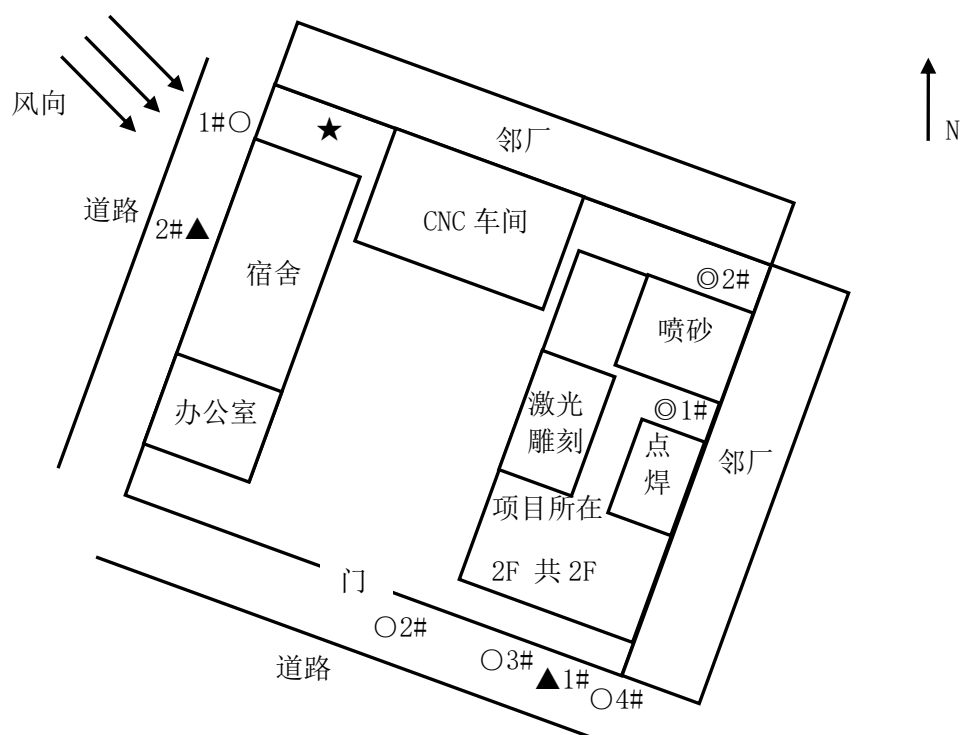 风向
1#○
★
邻厂
N
道路
2#▲
CNC 车间
宿舍
◎2#
喷砂
办公室
激光
雕刻
◎1#
点
焊
邻厂
项目所在
2F 共 2F
门
○2#
道路
○3#
▲1#
○4#